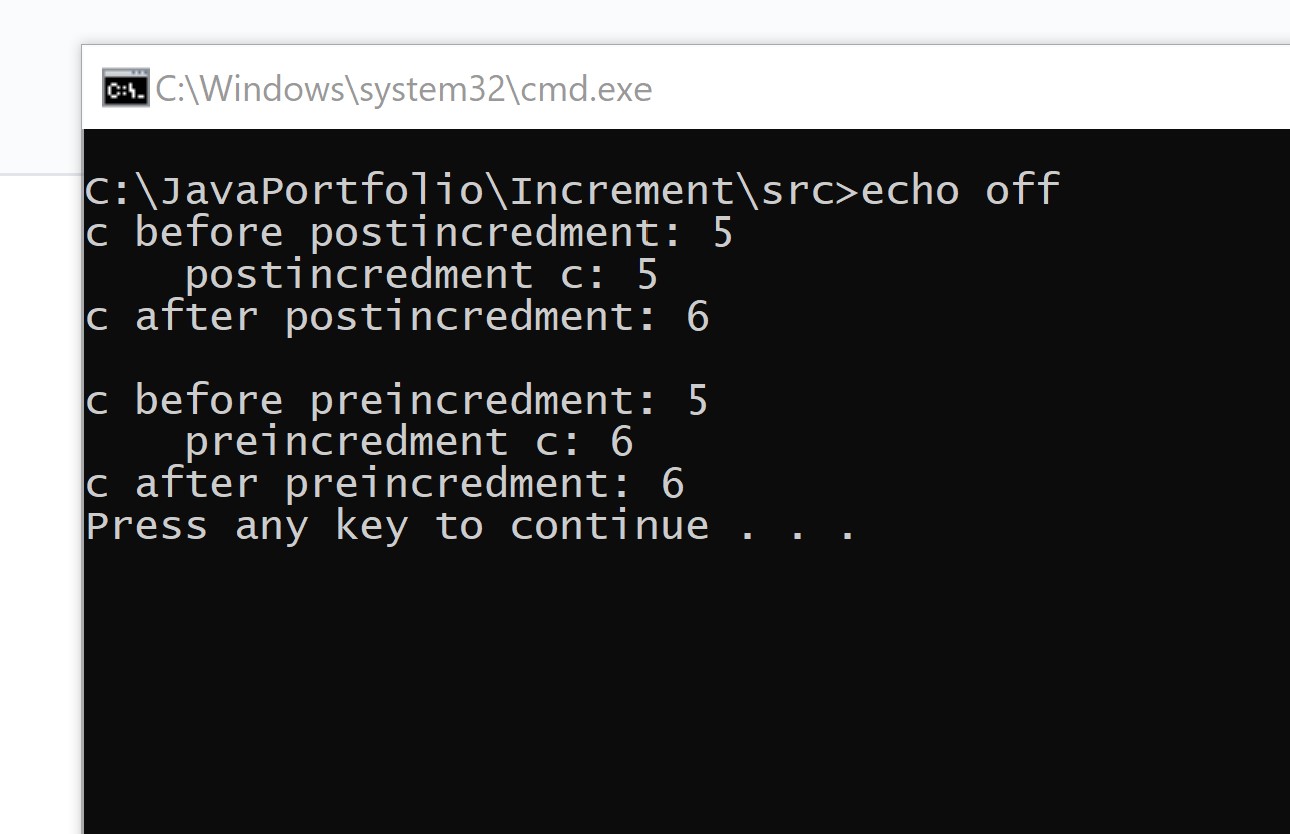 C:\Windows\system32\cmd.exe
C:\JavaPortfolio\Increment\src>echo off
c before postincredment: 5
    postincredment c: 5
c after postincredment: 6

c before preincredment: 5
    preincredment c: 6
c after preincredment: 6
Press any key to continue . . .